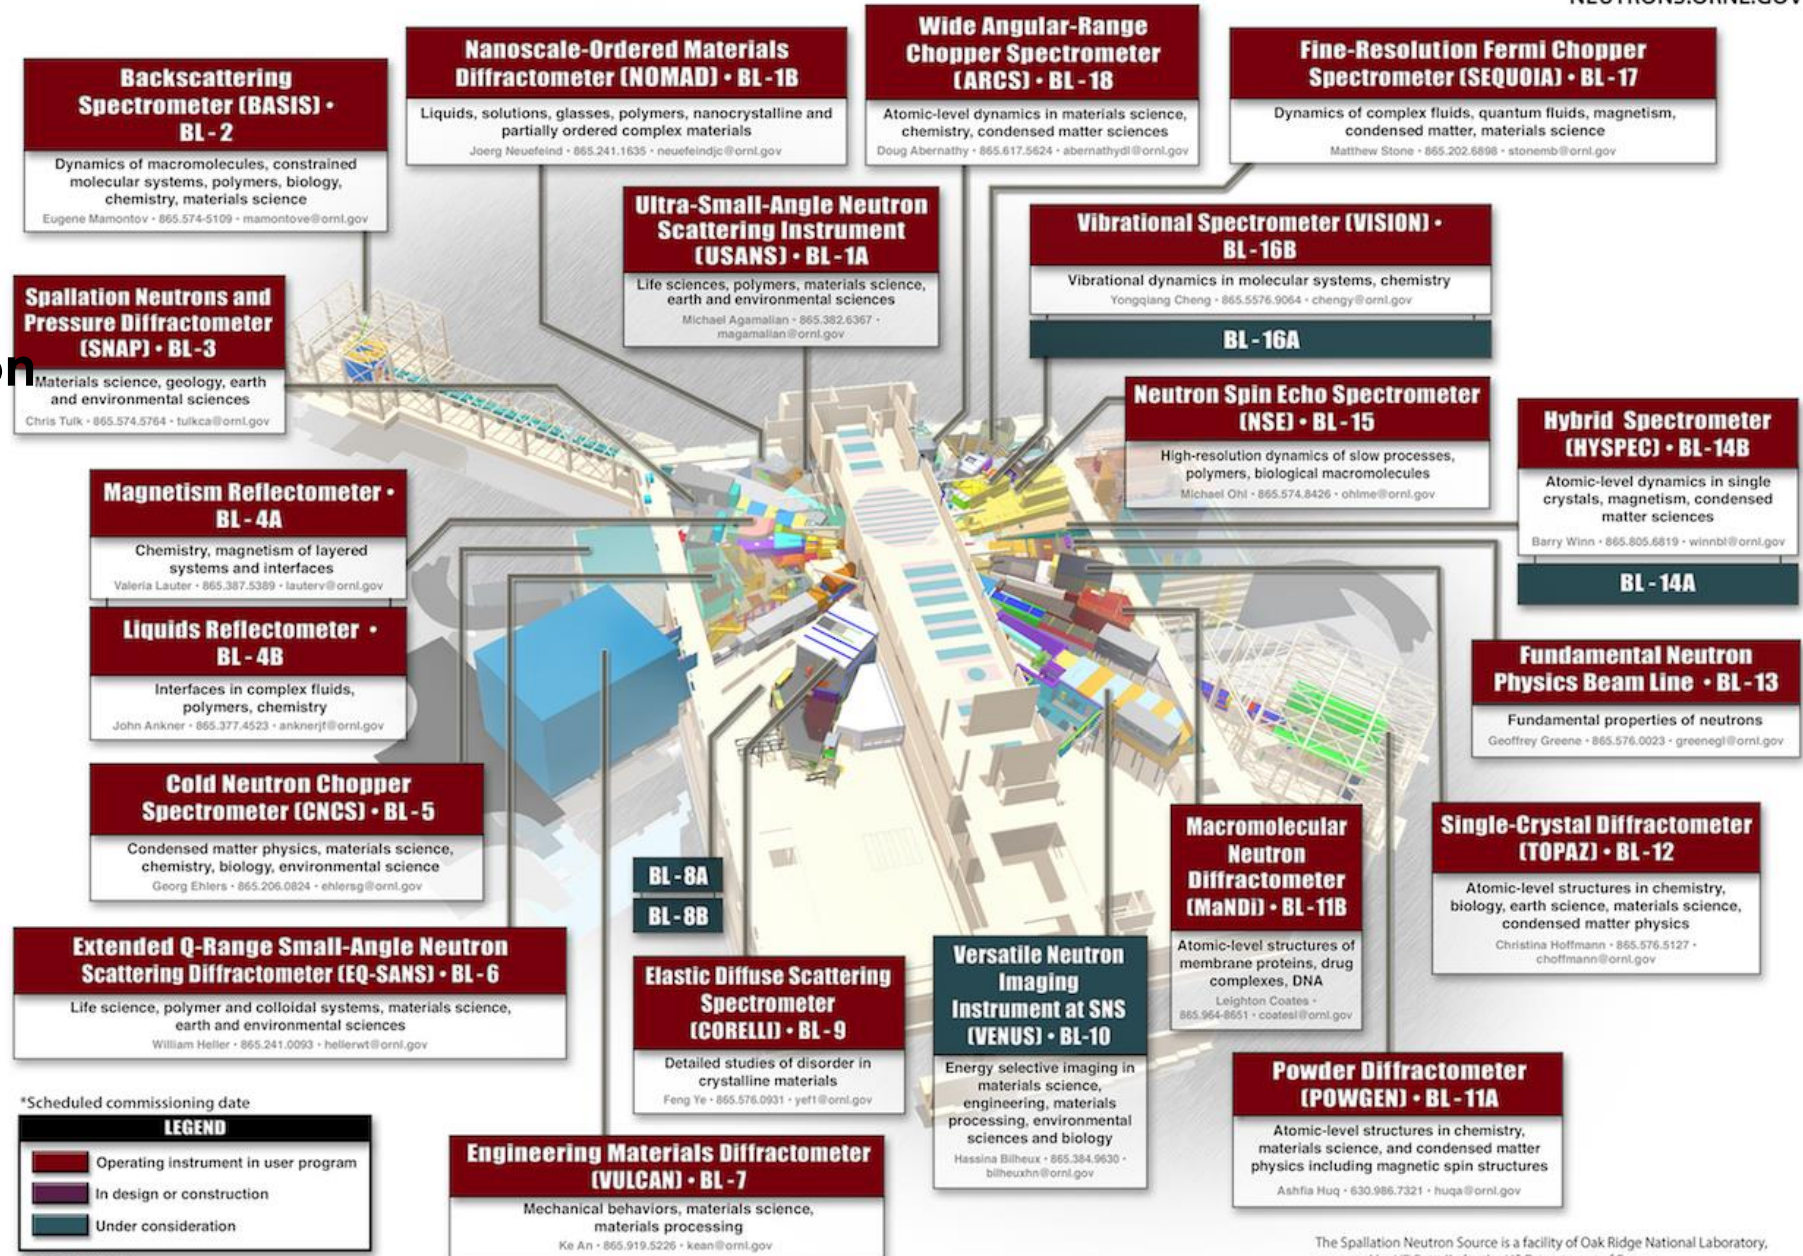 NEUTRONS.ORNL.GOV
Backscattering
Spectrometer (BASIS) •
BL-2
Dynamics of macromolecules, constrained
molecular systems, polymers, biology,
chemistry, materials science
Eugene Mamontov • 865.574-5109 • mamontove@ornl.gov
Nanoscale-Ordered Materials
Diffractometer (NOMAD) • BL-1B
Liquids, solutions, glasses, polymers, nanocrystalline and
partially ordered complex materials
Joerg Neuefeind • 865.241.1635 • neuefeindjc@ornl.gov
Wide Angular-Range
Chopper Spectrometer
(ARCS) • BL-18
Atomic-level dynamics in materials science,
chemistry, condensed matter sciences
Doug Abernathy • 865.617.5624 • abernathydl@ornl.gov
Fine-Resolution Fermi Chopper
Spectrometer (SEQUOIA) • BL-17
Dynamics of complex fluids, quantum fluids, magnetism,
condensed matter, materials science
Matthew Stone • 865.202.6898 • stonemb@ornl.gov
Ultra-Small-Angle Neutron
Scattering Instrument
(USANS) • BL-1A
Life sciences, polymers, materials science,
earth and environmental sciences
Michael Agamalian • 865.382.6367 •
magamalian@ornl.gov
Vibrational Spectrometer (VISION) •
BL-16B
Vibrational dynamics in molecular systems, chemistry
Yongqiang Cheng • 865.5576.9064 • chengy@ornl.gov
BL-16A
Spallation Neutrons and
Pressure Diffractometer
(SNAP) • BL-3
on
Materials science, geology, earth
and environmental sciences
Chris Tulk • 865.574.5764 • tulkca@ornl.gov
Neutron Spin Echo Spectrometer
(NSE) • BL-15
High-resolution dynamics of slow processes,
polymers, biological macromolecules
Michael Ohl • 865.574.8426 • ohlme@ornl.gov
Hybrid Spectrometer
(HYSPEC) • BL-14B
Atomic-level dynamics in single
crystals, magnetism, condensed
matter sciences
Barry Winn • 865.805.6819 • winnbl@ornl.gov
BL-14A
Magnetism Reflectometer •
BL-4A
Chemistry, magnetism of layered
systems and interfaces
Valeria Lauter • 865.387.5389 • lauterv@ornl.gov
Liquids Reflectometer •
BL-4B
Interfaces in complex fluids,
polymers, chemistry
John Ankner • 865.377.4523 • anknerjf@ornl.gov
Fundamental Neutron
Physics Beam Line • BL-13
Fundamental properties of neutrons
Geoffrey Greene • 865.576.0023 • greenegl@ornl.gov
Cold Neutron Chopper
Spectrometer (CNCS) • BL-5
Condensed matter physics, materials science,
chemistry, biology, environmental science
Georg Ehlers • 865.206.0824 • ehlersg@ornl.gov
BL-8A
BL-8B
Macromolecular
Neutron
Diffractometer
(MaNDi) • BL-11B
Atomic-level structures of
membrane proteins, drug
complexes, DNA
Leighton Coates •
865.964-8651 • coatesl@ornl.gov
Single-Crystal Diffractometer
(TOPAZ) • BL-12
Atomic-level structures in chemistry,
biology, earth science, materials science,
condensed matter physics
Christina Hoffmann • 865.576.5127 •
choffmann@ornl.gov
Extended Q-Range Small-Angle Neutron
Scattering Diffractometer (EQ-SANS) • BL-6
Life science, polymer and colloidal systems, materials science,
earth and environmental sciences
William Heller • 865.241.0093 • hellerwt@ornl.gov
Elastic Diffuse Scattering
Spectrometer
(CORELLI) • BL-9
Detailed studies of disorder in
crystalline materials
Feng Ye • 865.576.0931 • yef1@ornl.gov
Versatile Neutron
Imaging
Instrument at SNS
(VENUS) • BL-10
Energy selective imaging in
materials science,
engineering, materials
processing, environmental
sciences and biology
Hassina Bilheux • 865.384.9630 •
bilheuxhn@ornl.gov
Powder Diffractometer
(POWGEN) • BL-11A
Atomic-level structures in chemistry,
materials science, and condensed matter
physics including magnetic spin structures
Ashfia Huq • 630.986.7321 • huqa@ornl.gov
*Scheduled commissioning date
LEGEND
Operating instrument in user program
In design or construction
Under consideration
Engineering Materials Diffractometer
(VULCAN) • BL-7
Mechanical behaviors, materials science,
materials processing
Ke An • 865.919.5226 • kean@ornl.gov
The Spallation Neutron Source is a facility of Oak Ridge National Laboratory,